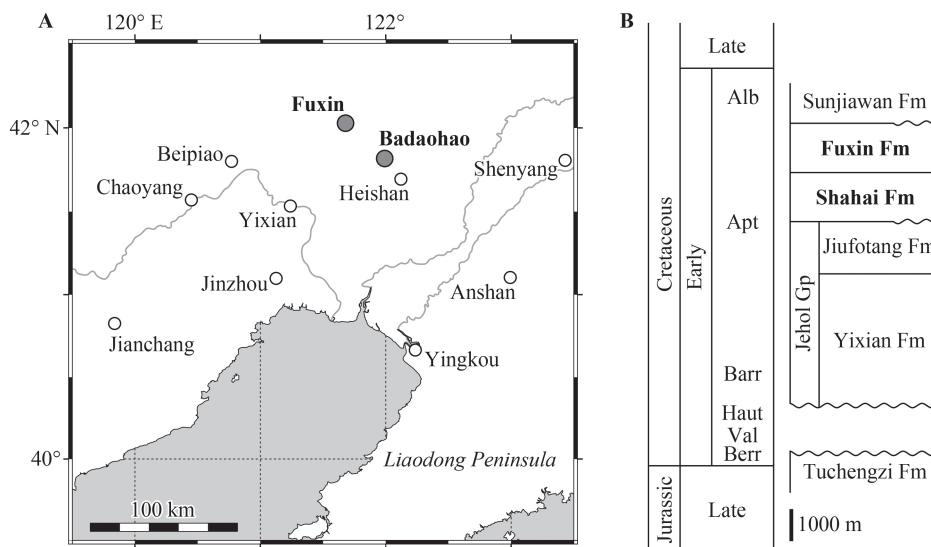 A
120° E
122°
42° N
Fuxin
Badaohao
Beipiao
Shenyang
Chaoyang
Heishan
Yixian
Jinzhou
Anshan
Jianchang
Yingkou
40°
Liaodong Peninsula
100 km
B
Late
Alb
Sunjiawan Fm
Fuxin Fm
Shahai Fm
Cretaceous
Early
Apt
Jehol Gp
Jiufotang Fm
Yixian Fm
Barr
Haut
Val
Berr
Tuchengzi Fm
Jurassic
Late
1000 m